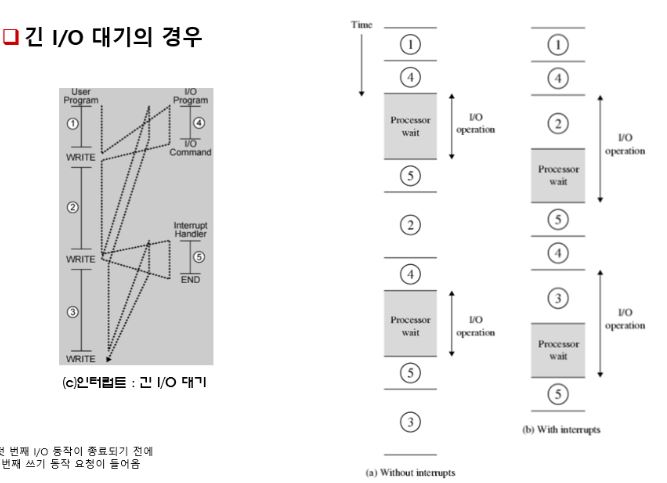 긴 I/O 대기의 경우
User
Program
I/O
Program
①
④
WRITE
I/O
Command
②
Interrupt
Handler
⑤
WRITE
END
③
WRITE
(c)인터럽트 : 긴 I/O 대기
번째 I/O 동작이 종료되기 전에
번째 쓰기 동작 요청이 들어옴
Time
①
④
Processor
wait
I/O
operation
⑤
②
④
Processor
wait
I/O
operation
⑤
③
(a) Without interrupts
①
④
②
I/O
operation
Processor
wait
⑤
④
③
I/O
operation
Processor
wait
⑤
(b) With interrupts